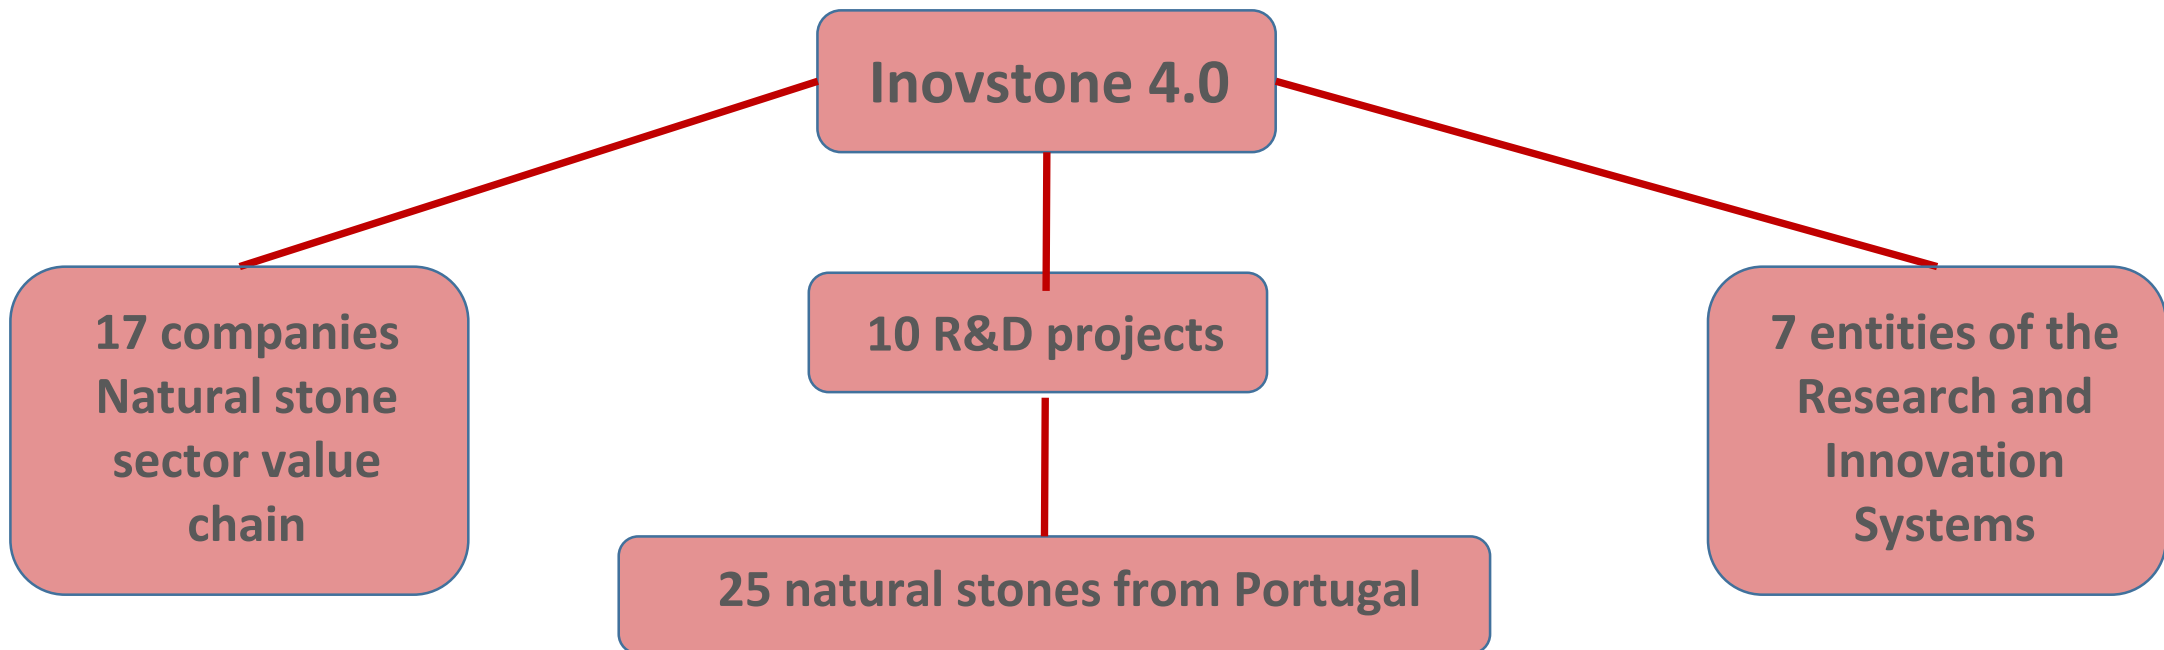 Inovstone 4.0
17 companies
Natural stone
sector value
chain
10 R&D projects
7 entities of the
Research and
Innovation
Systems
25 natural stones from Portugal